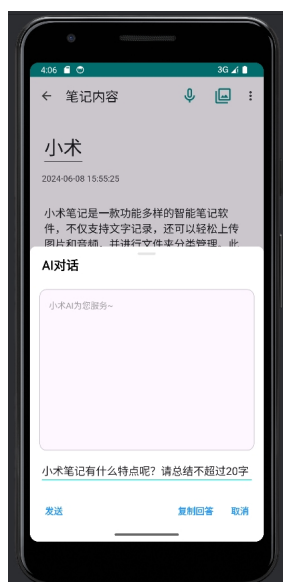 4:06 3G
笔记内容
小术
2024-06-08 15:55:25
小术笔记是一款功能多样的智能笔记软
件，不仅支持文字记录，还可以轻松上传
图片和音频，并进行文件夹分类管理。此
AI对话
小术AI为您服务~
小术笔记有什么特点呢？请总结不超过20字
发送 复制回答 取消